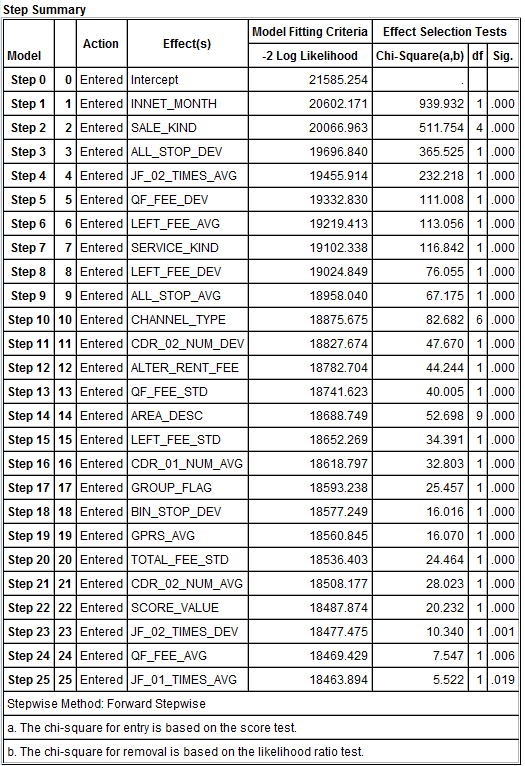 Step Summary
Model Action Effect(s) Model Fitting Criteria Effect Selection Tests
-2 Log Likelihood Chi-Square(a,b) df Sig.
Step 0 0 Entered Intercept 21585.254 .
Step 1 1 Entered INNET_MONTH 20602.171 939.932 1 .000
Step 2 2 Entered SALE_KIND 20066.963 511.754 4 .000
Step 3 3 Entered ALL_STOP_DEV 19696.840 365.525 1 .000
Step 4 4 Entered JF_02_TIMES_AVG 19455.914 232.218 1 .000
Step 5 5 Entered QF_FEE_DEV 19332.830 111.008 1 .000
Step 6 6 Entered LEFT_FEE_AVG 19219.413 113.056 1 .000
Step 7 7 Entered SERVICE_KIND 19102.338 116.842 1 .000
Step 8 8 Entered LEFT_FEE_DEV 19024.849 76.055 1 .000
Step 9 9 Entered ALL_STOP_AVG 18958.040 67.175 1 .000
Step 10 10 Entered CHANNEL_TYPE 18875.675 82.682 6 .000
Step 11 11 Entered CDR_02_NUM_DEV 18827.674 47.670 1 .000
Step 12 12 Entered ALTER_RENT_FEE 18782.704 44.244 1 .000
Step 13 13 Entered QF_FEE_STD 18741.623 40.005 1 .000
Step 14 14 Entered AREA_DESC 18688.749 52.698 9 .000
Step 15 15 Entered LEFT_FEE_STD 18652.269 34.391 1 .000
Step 16 16 Entered CDR_01_NUM_AVG 18618.797 32.803 1 .000
Step 17 17 Entered GROUP_FLAG 18593.238 25.457 1 .000
Step 18 18 Entered BIN_STOP_DEV 18577.249 16.016 1 .000
Step 19 19 Entered GPRS_AVG 18560.845 16.070 1 .000
Step 20 20 Entered TOTAL_FEE_STD 18536.403 24.464 1 .000
Step 21 21 Entered CDR_02_NUM_AVG 18508.177 28.023 1 .000
Step 22 22 Entered SCORE_VALUE 18487.874 20.232 1 .000
Step 23 23 Entered JF_02_TIMES_DEV 18477.475 10.340 1 .001
Step 24 24 Entered QF_FEE_AVG 18469.429 7.547 1 .006
Step 25 25 Entered JF_01_TIMES_AVG 18463.894 5.522 1 .019
Stepwise Method: Forward Stepwise
a. The chi-square for entry is based on the score test.
b. The chi-square for removal is based on the likelihood ratio test.